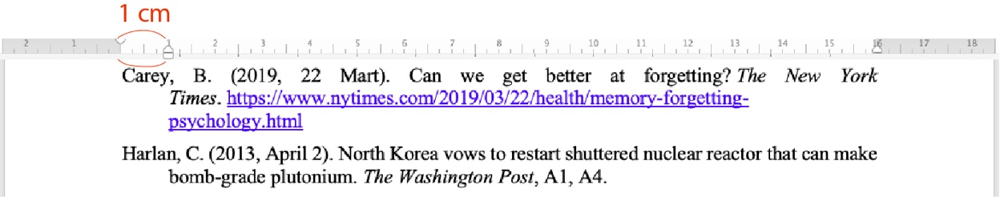 1 cm
2 1 1 2 3 4 5 6 7 8 9 10 11 12 13 14 15 16 17 18
Carey, B. (2019, 22 Mart). Can we get better at forgetting? The New York
Times. https://www.nytimes.com/2019/03/22/health/memory-forgetting-
psychology.html
Harlan, C. (2013, April 2). North Korea vows to restart shuttered nuclear reactor that can make
bomb-grade plutonium. The Washington Post, A1, A4.